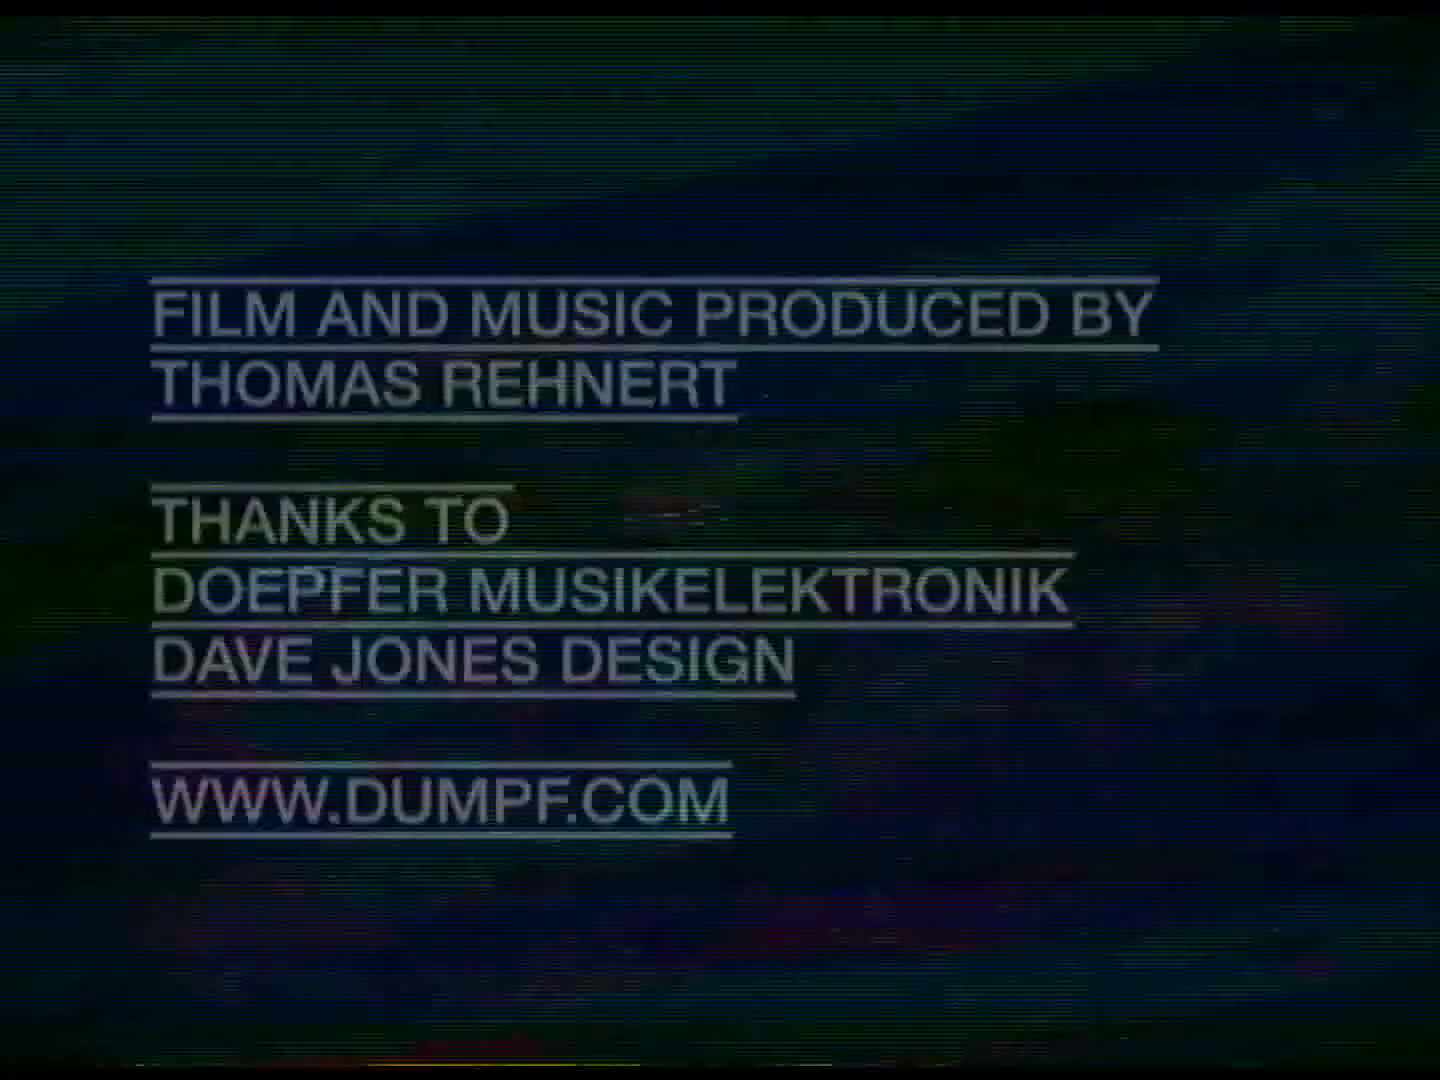 FILM AND MUSIC PRODUCED BY
THOMAS REHNERT
THANKS TO
DOEPFER MUSIKELEKTRONIK
DAVE JONES DESIGN
WWW.DUMPF.COM